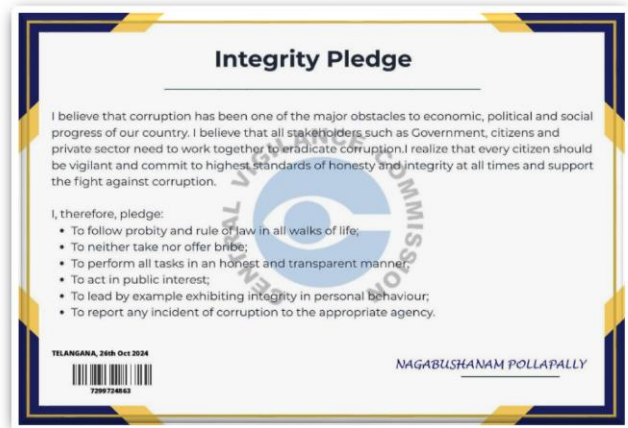 Integrity Pledge
I believe that corruption has been one of the major obstacles to economic, political and social
progress of our country. I believe that all stakeholders such as Government, citizens and
private sector need to work together to eradicate corruption.I realize that every citizen should
be vigilant and commit to highest standards of honesty and integrity at all times and support
the fight against corruption.
CENTRAL VIGILANCE COMMISSION
I, therefore, pledge:
• To follow probity and rule of law in all walks of life;
• To neither take nor offer bribe;
• To perform all tasks in an honest and transparent manner;
• To act in public interest;
• To lead by example exhibiting integrity in personal behaviour;
• To report any incident of corruption to the appropriate agency.
TELANGANA, 26th Oct 2024
7299724863
NAGABUSHANAM POLLAPALLY